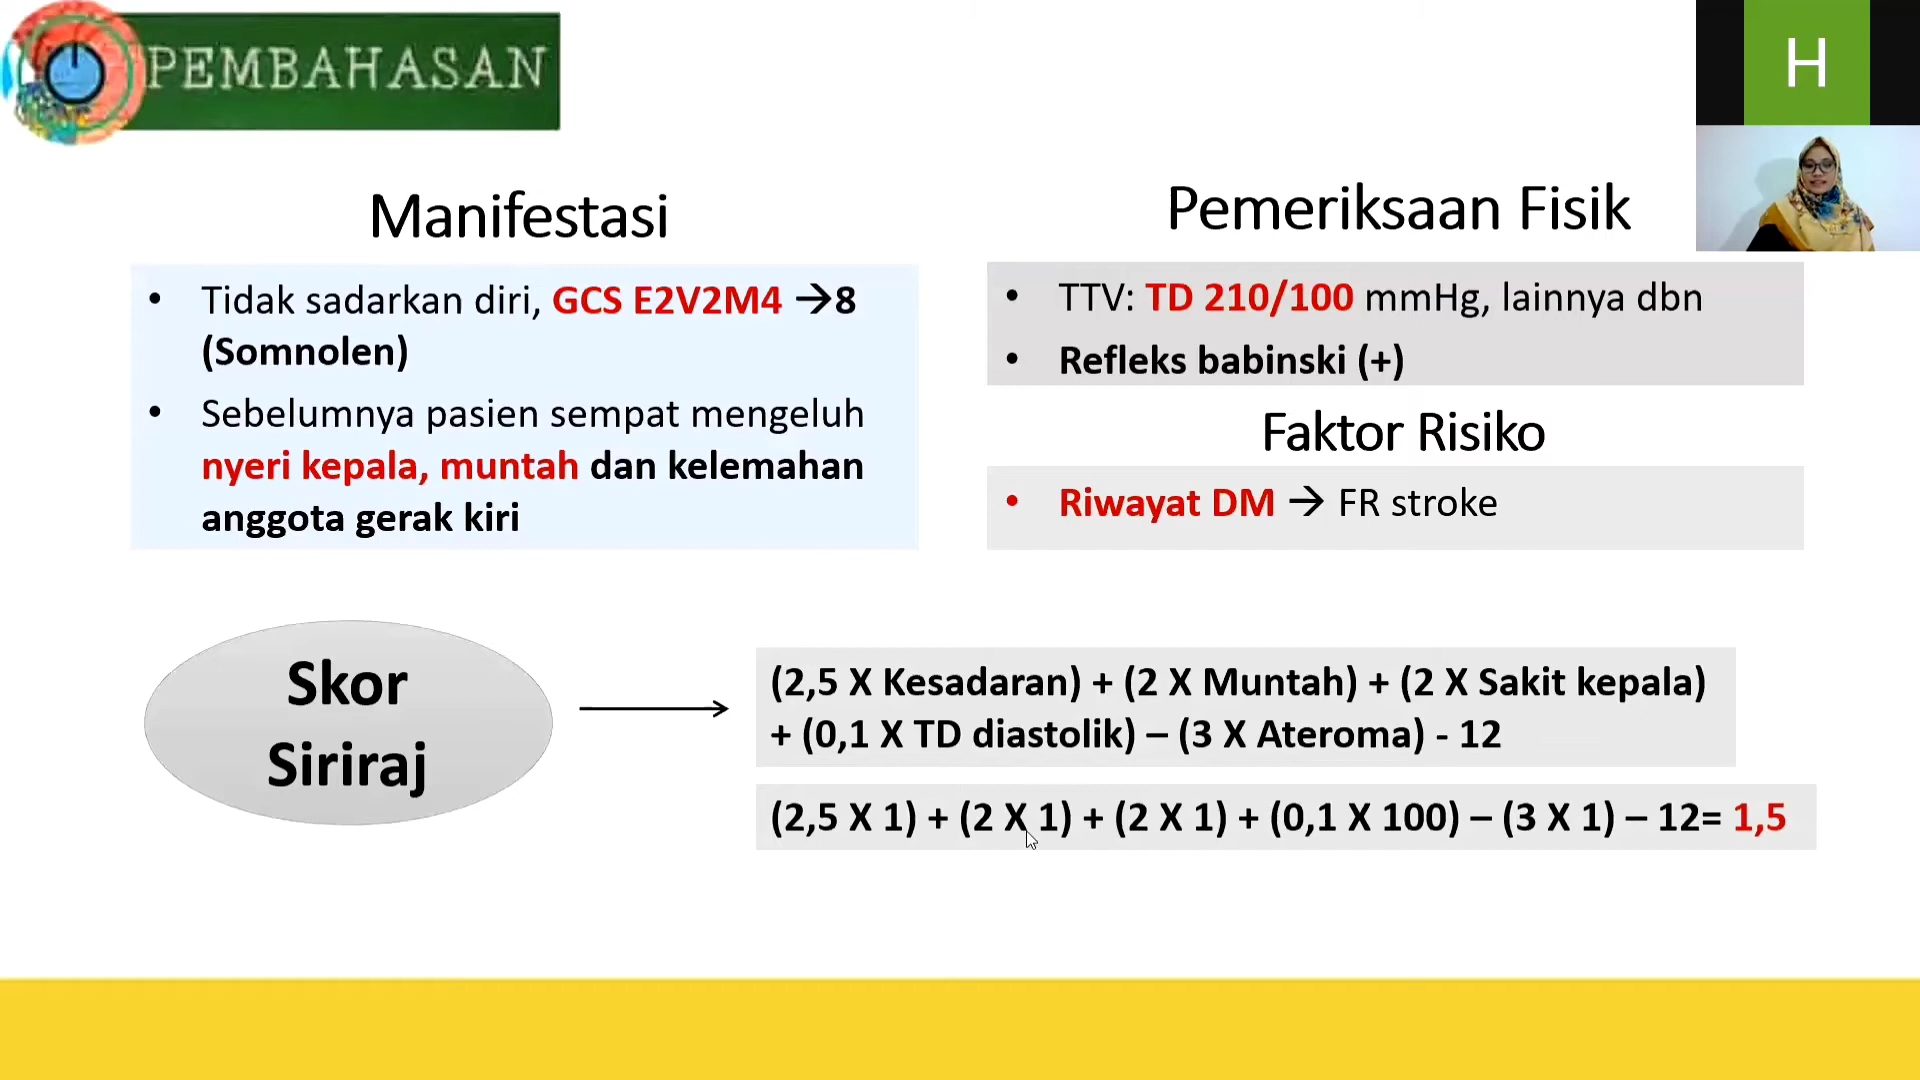 PEMBAHASAN
H
Manifestasi
• Tidak sadarkan diri, GCS E2V2M4 →8
(Somnolen)
• Sebelumnya pasien sempat mengeluh
nyeri kepala, muntah dan kelemahan
anggota gerak kiri
Pemeriksaan Fisik
• TTV: TD 210/100 mmHg, lainnya dbn
• Refleks babinski (+)
Faktor Risiko
• Riwayat DM → FR stroke
Skor
Siriraj
(2,5 X Kesadaran) + (2 X Muntah) + (2 X Sakit kepala)
+ (0,1 X TD diastolik) – (3 X Ateroma) - 12
(2,5 X 1) + (2 X 1) + (2 X 1) + (0,1 X 100) – (3 X 1) – 12= 1,5